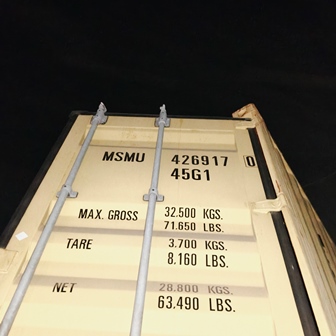 MSMU 426917 0
45G1
MAX. GROSS 32.500 KGS.
71.650 LBS.
TARE 3.700 KGS.
8.160 LBS.
NET 28.800 KGS.
63.490 LBS.